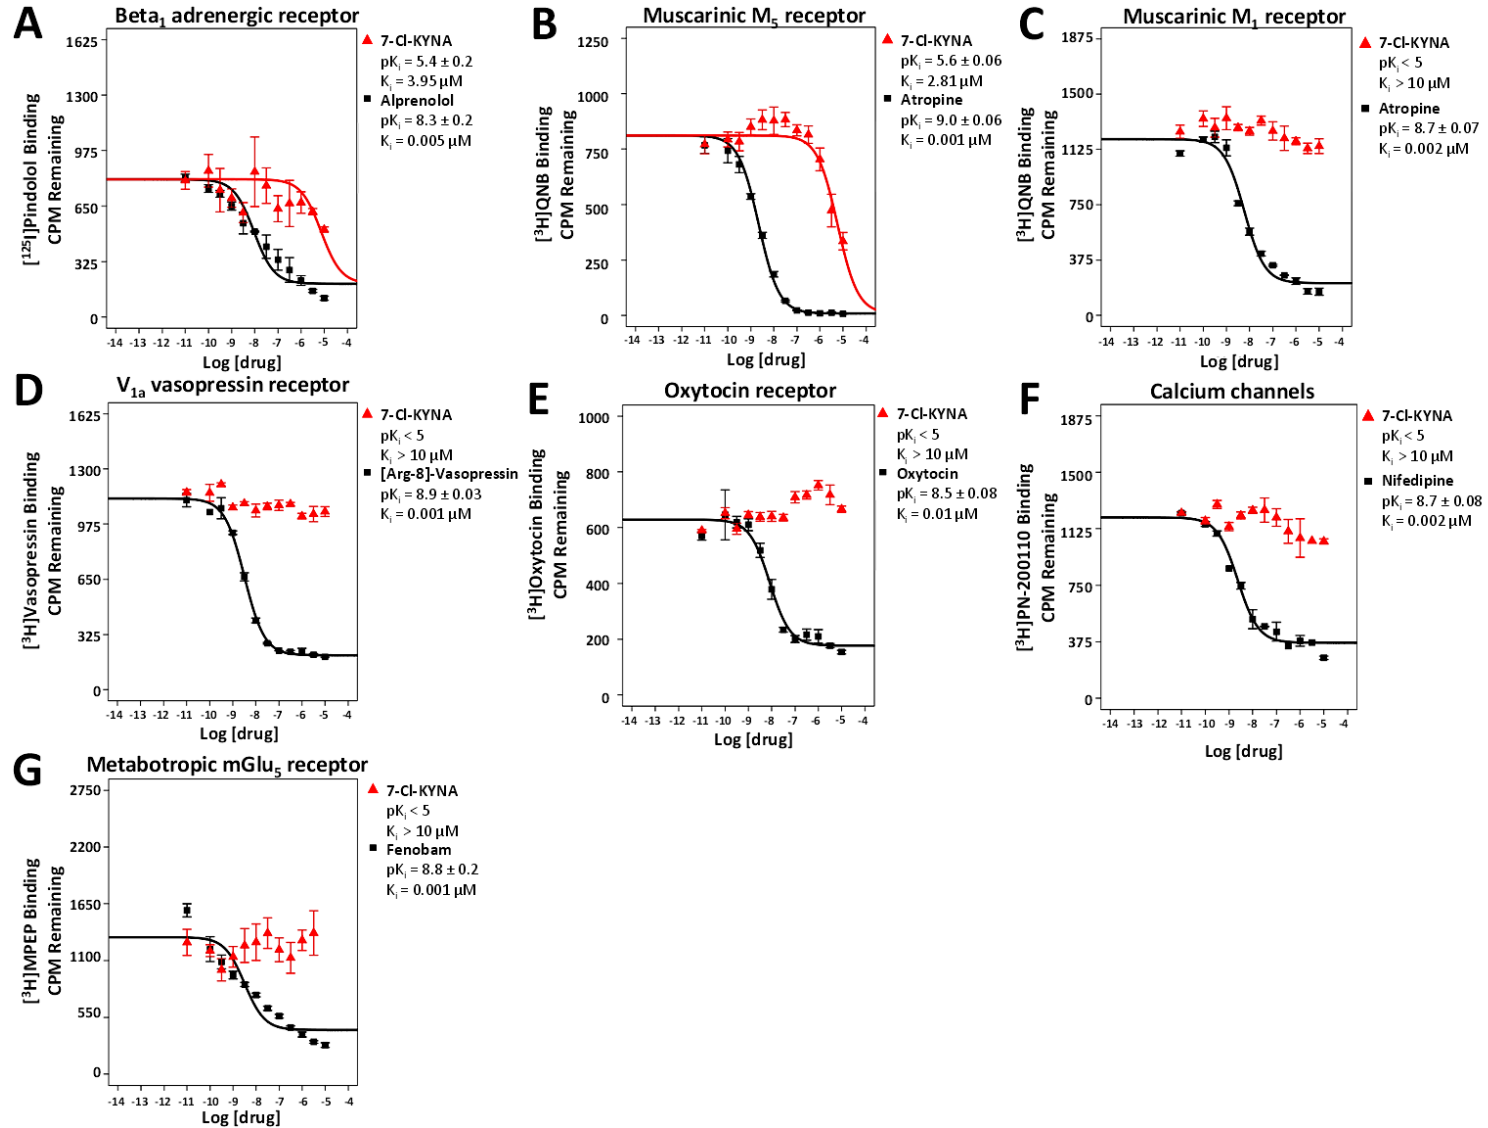 A
Beta1 adrenergic receptor
[125I]Pindolol Binding
CPM Remaining
1625
1300
975
650
325
0
-14 -13 -12 -11 -10 -9 -8 -7 -6 -5 -4
Log [drug]
7-Cl-KYNA
pKi = 5.4 ± 0.2
Ki = 3.95 µM
Alprenolol
pKi = 8.3 ± 0.2
Ki = 0.005 µM
B
Muscarinic M5 receptor
[3H]QNB Binding
CPM Remaining
1250
1000
750
500
250
0
-14 -13 -12 -11 -10 -9 -8 -7 -6 -5 -4
Log [drug]
7-Cl-KYNA
pKi = 5.6 ± 0.06
Ki = 2.81 µM
Atropine
pKi = 9.0 ± 0.06
Ki = 0.001 µM
C
Muscarinic M1 receptor
[3H]QNB Binding
CPM Remaining
1875
1500
1125
750
375
0
-14 -13 -12 -11 -10 -9 -8 -7 -6 -5 -4
Log [drug]
7-Cl-KYNA
pKi < 5
Ki > 10 µM
Atropine
pKi = 8.7 ± 0.07
Ki = 0.002 µM
D
V1a vasopressin receptor
[3H]Vasopressin Binding
CPM Remaining
1625
1300
975
650
325
0
-14 -13 -12 -11 -10 -9 -8 -7 -6 -5 -4
Log [drug]
7-Cl-KYNA
pKi < 5
Ki > 10 µM
[Arg-8]-Vasopressin
pKi = 8.9 ± 0.03
Ki = 0.001 µM
E
Oxytocin receptor
[3H]Oxytocin Binding
CPM Remaining
1000
800
600
400
200
0
-14 -13 -12 -11 -10 -9 -8 -7 -6 -5 -4
Log [drug]
7-Cl-KYNA
pKi < 5
Ki > 10 µM
Oxytocin
pKi = 8.5 ± 0.08
Ki = 0.01 µM
F
Calcium channels
[3H]PN-200110 Binding
CPM Remaining
1875
1500
1125
750
375
0
-14 -13 -12 -11 -10 -9 -8 -7 -6 -5 -4
Log [drug]
7-Cl-KYNA
pKi < 5
Ki > 10 µM
Nifedipine
pKi = 8.7 ± 0.08
Ki = 0.002 µM
G
Metabotropic mGlu5 receptor
[3H]MPEP Binding
CPM Remaining
2750
2200
1650
1100
550
0
-14 -13 -12 -11 -10 -9 -8 -7 -6 -5 -4
Log [drug]
7-Cl-KYNA
pKi < 5
Ki > 10 µM
Fenobam
pKi = 8.8 ± 0.2
Ki = 0.001 µM